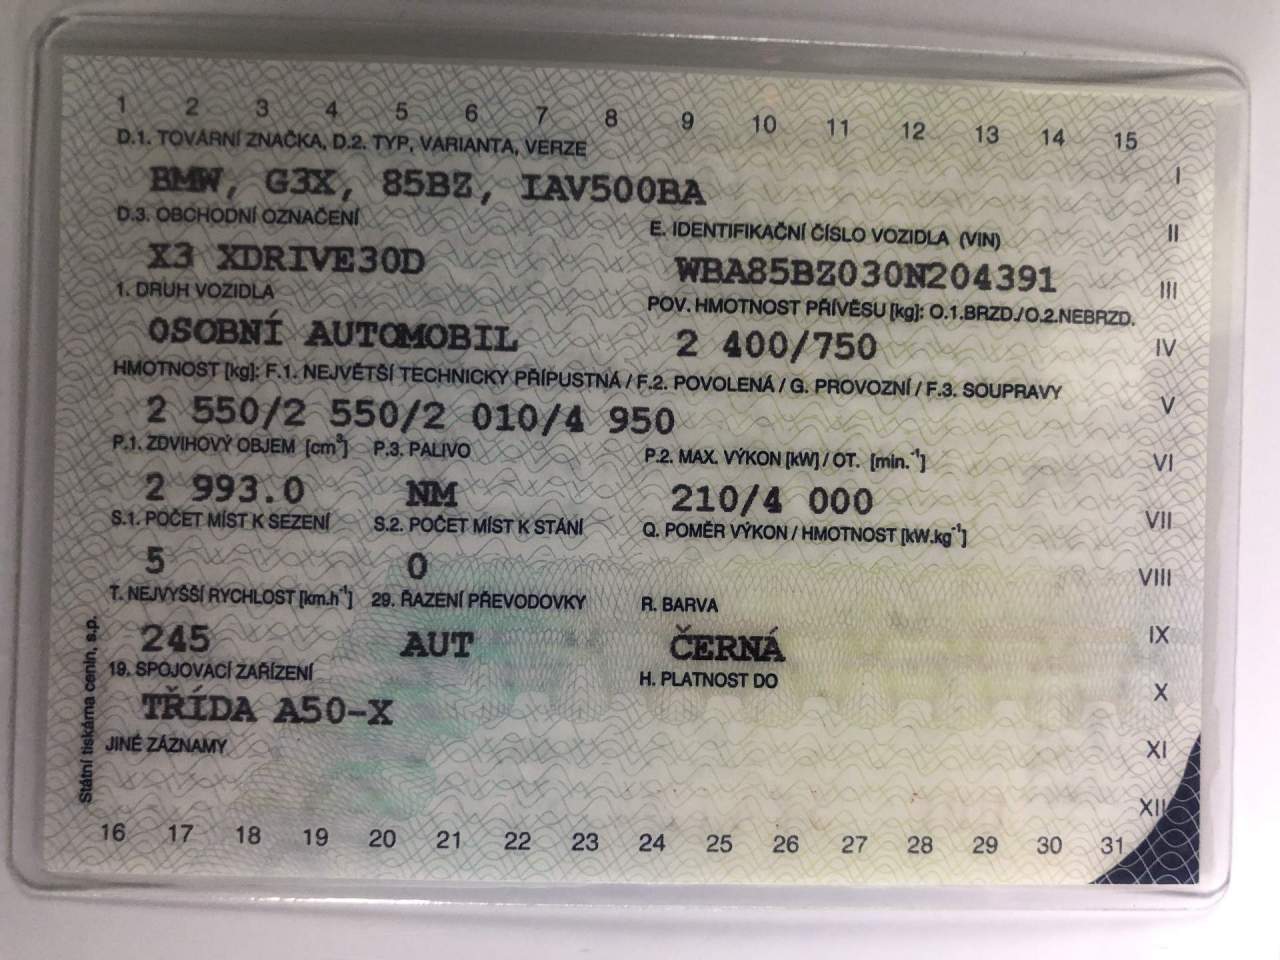 1 2 3 4 5 6 7 8 9 10 11 12 13 14 15
D.1. TOVÁRNÍ ZNAČKA, D.2. TYP, VARIANTA, VERZE
BMW, G3X, 85BZ, IAV500BA
I
D.3. OBCHODNÍ OZNAČENÍ
E. IDENTIFIKAČNÍ ČÍSLO VOZIDLA (VIN)
II
X3 XDRIVE30D
WBA85BZ030N204391
III
1. DRUH VOZIDLA
POV. HMOTNOST PŘÍVĚSU [kg]: O.1.BRZD./O.2.NEBRZD.
OSOBNÍ AUTOMOBIL
2 400/750
IV
HMOTNOST [kg]: F.1. NEJVĚTŠÍ TECHNICKY PŘÍPUSTNÁ / F.2. POVOLENÁ / G. PROVOZNÍ / F.3. SOUPRAVY
2 550/2 550/2 010/4 950
V
P.1. ZDVIHOVÝ OBJEM [cm³]
P.3. PALIVO
P.2. MAX. VÝKON [kW] / OT. [min.⁻¹]
VI
2 993.0
NM
210/4 000
S.1. POČET MÍST K SEZENÍ
S.2. POČET MÍST K STÁNÍ
Q. POMĚR VÝKON / HMOTNOST [kW.kg⁻¹]
VII
5
0
VIII
T. NEJVYŠŠÍ RYCHLOST [km.h⁻¹]
29. ŘAZENÍ PŘEVODOVKY
R. BARVA
245
AUT
ČERNÁ
IX
19. SPOJOVACÍ ZAŘÍZENÍ
H. PLATNOST DO
X
TŘÍDA A50-X
JINÉ ZÁZNAMY
XI
XII
Státní tiskárna cenin, s.p.
16 17 18 19 20 21 22 23 24 25 26 27 28 29 30 31